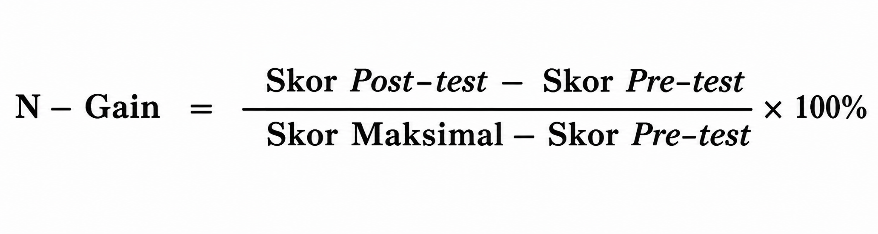 Skor Post-test – Skor Pre-test
N – Gain = × 100%
Skor Maksimal – Skor Pre-test